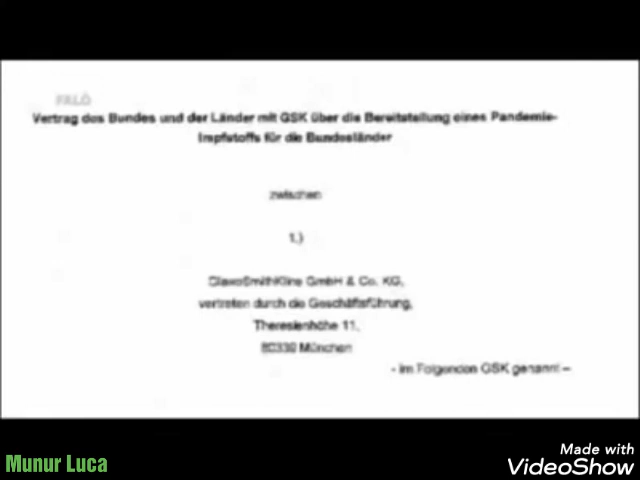 FALÒ
Vertrag des Bundes und der Länder mit GSK über die Bereitstellung eines Pandemie-
Impfstoffs für die Bundesländer
zwischen
1.)
GlaxoSmithKline GmbH & Co. KG,
vertreten durch die Geschäftsführung,
Theresienhöhe 11,
80339 München
- im Folgenden GSK genannt –
Made with
VideoShow
Munur Luca